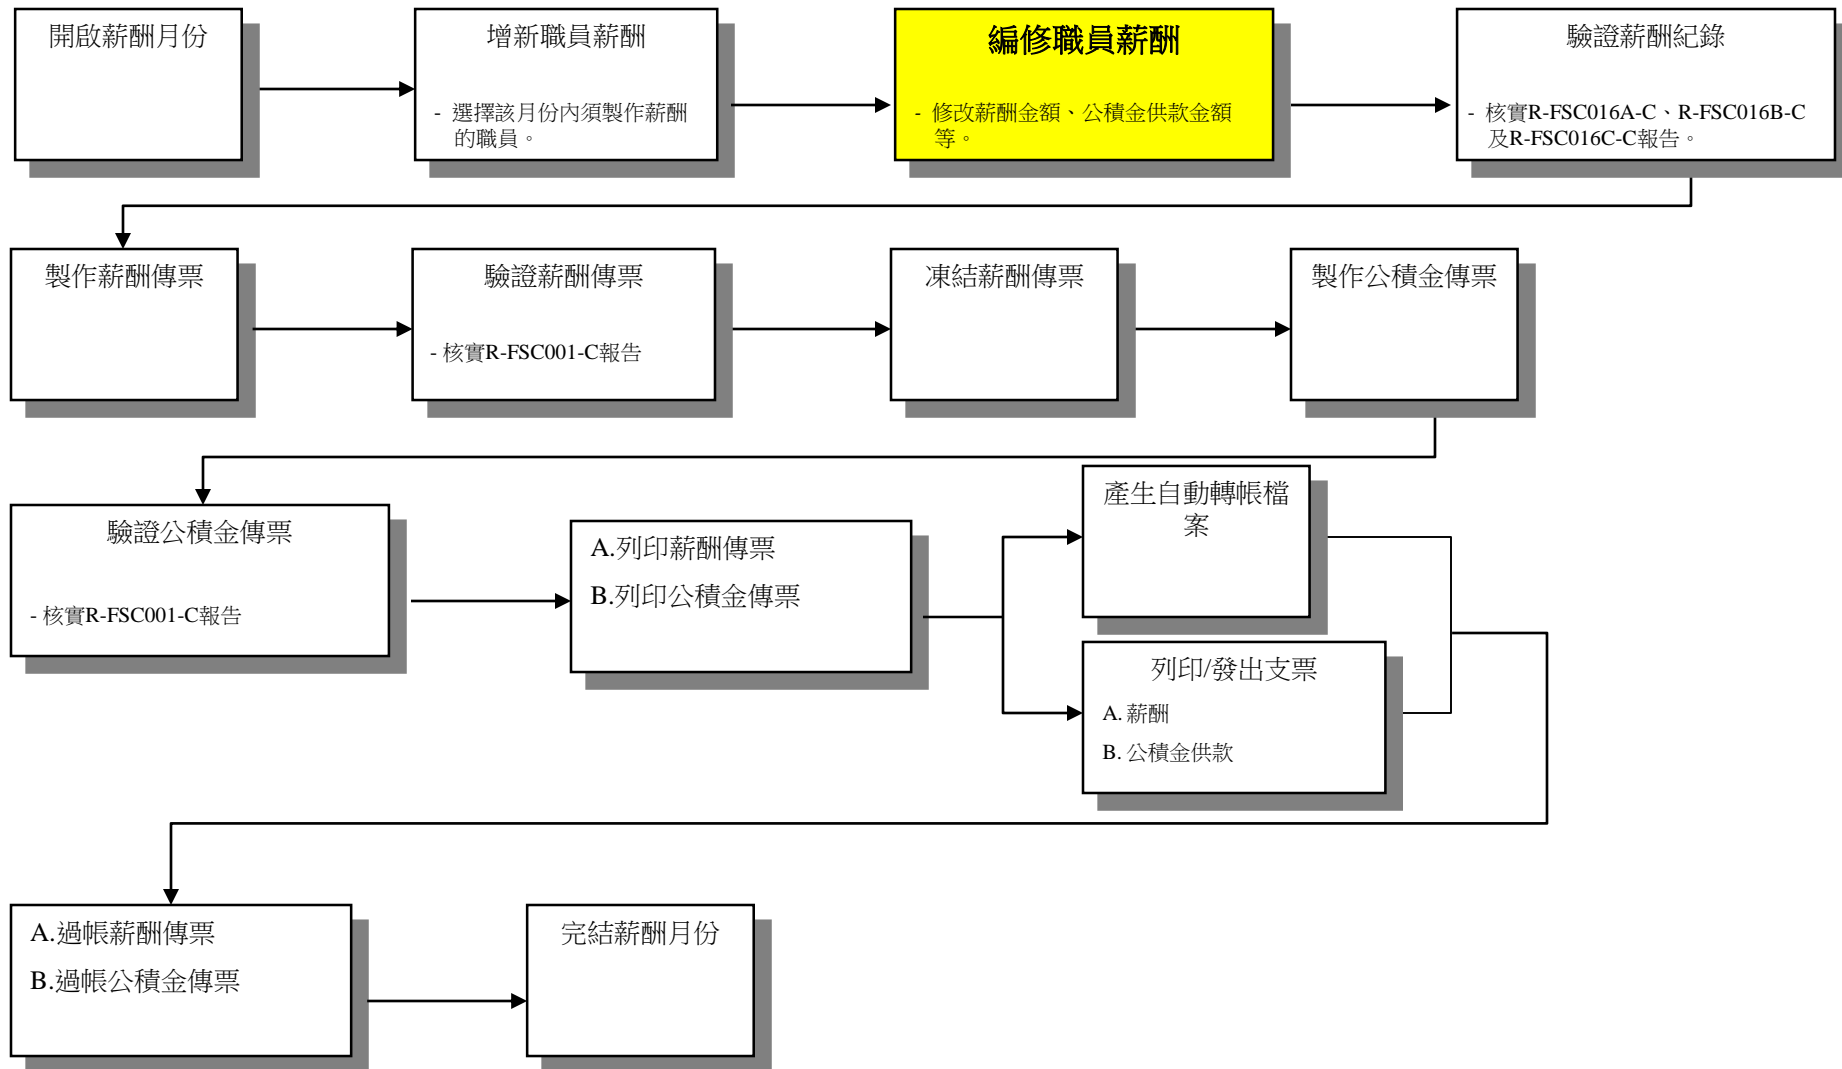 開啟薪酬月份
增新職員薪酬
- 選擇該月份內須製作薪酬
的職員。
編修職員薪酬
- 修改薪酬金額、公積金供款金額
等。
驗證薪酬紀錄
- 核實R-FSC016A-C、R-FSC016B-C
及R-FSC016C-C報告。
製作薪酬傳票
驗證薪酬傳票
- 核實R-FSC001-C報告
凍結薪酬傳票
製作公積金傳票
驗證公積金傳票
- 核實R-FSC001-C報告
A.列印薪酬傳票
B.列印公積金傳票
產生自動轉帳檔
案
列印/發出支票
A. 薪酬
B. 公積金供款
A.過帳薪酬傳票
B.過帳公積金傳票
完結薪酬月份